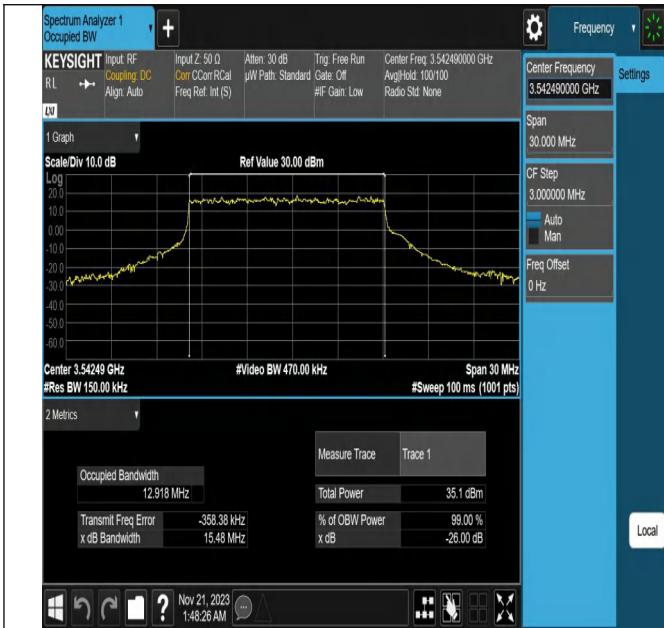 Spectrum Analyzer 1
Occupied BW
+
Frequency
KEYSIGHT
RL
LXI
Input: RF
Coupling: DC
Align: Auto
Input Z: 50 Ω
Corr CCorr RCal
Freq Ref: Int (S)
Atten: 30 dB
µW Path: Standard
Trig: Free Run
Gate: Off
#IF Gain: Low
Center Freq: 3.542490000 GHz
Avg|Hold: 100/100
Radio Std: None
Center Frequency
3.542490000 GHz
Settings
Span
30.000 MHz
CF Step
3.000000 MHz
Auto
Man
Freq Offset
0 Hz
Local
1 Graph
Scale/Div 10.0 dB
Ref Value 30.00 dBm
Log
20.0
10.0
0.00
-10.0
-20.0
-30.0
-40.0
-50.0
-60.0
Center 3.54249 GHz
#Video BW 470.00 kHz
Span 30 MHz
#Res BW 150.00 kHz
#Sweep 100 ms (1001 pts)
2 Metrics
Measure Trace
Trace 1
Occupied Bandwidth
12.918 MHz
Total Power
35.1 dBm
Transmit Freq Error
-358.38 kHz
% of OBW Power
99.00 %
x dB Bandwidth
15.48 MHz
x dB
-26.00 dB
?
Nov 21, 2023
1:48:26 AM